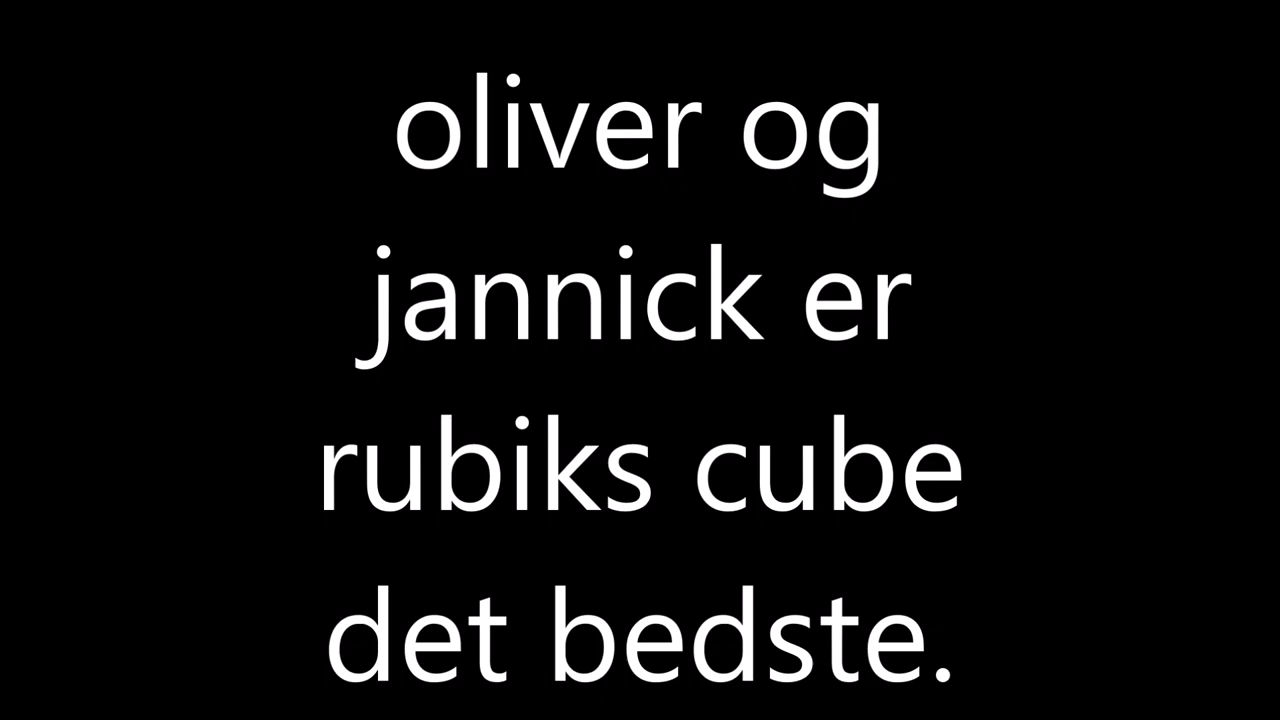 oliver og
jannick er
rubiks cube
det bedste.